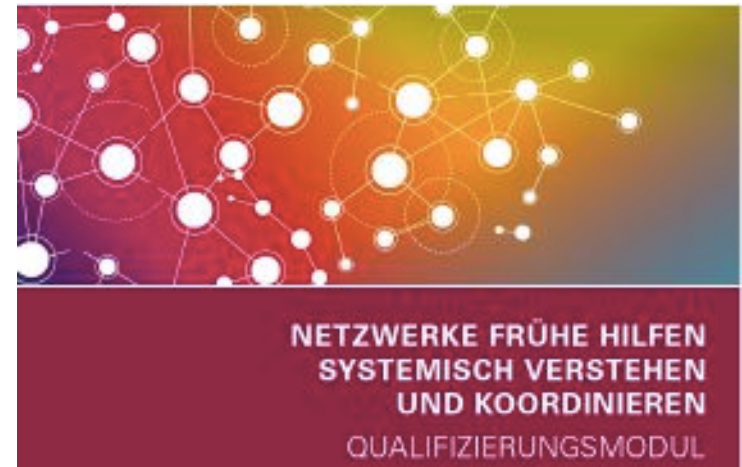 NETZWERKE FRÜHE HILFEN
SYSTEMISCH VERSTEHEN
UND KOORDINIEREN
QUALIFIZIERUNGSMODUL